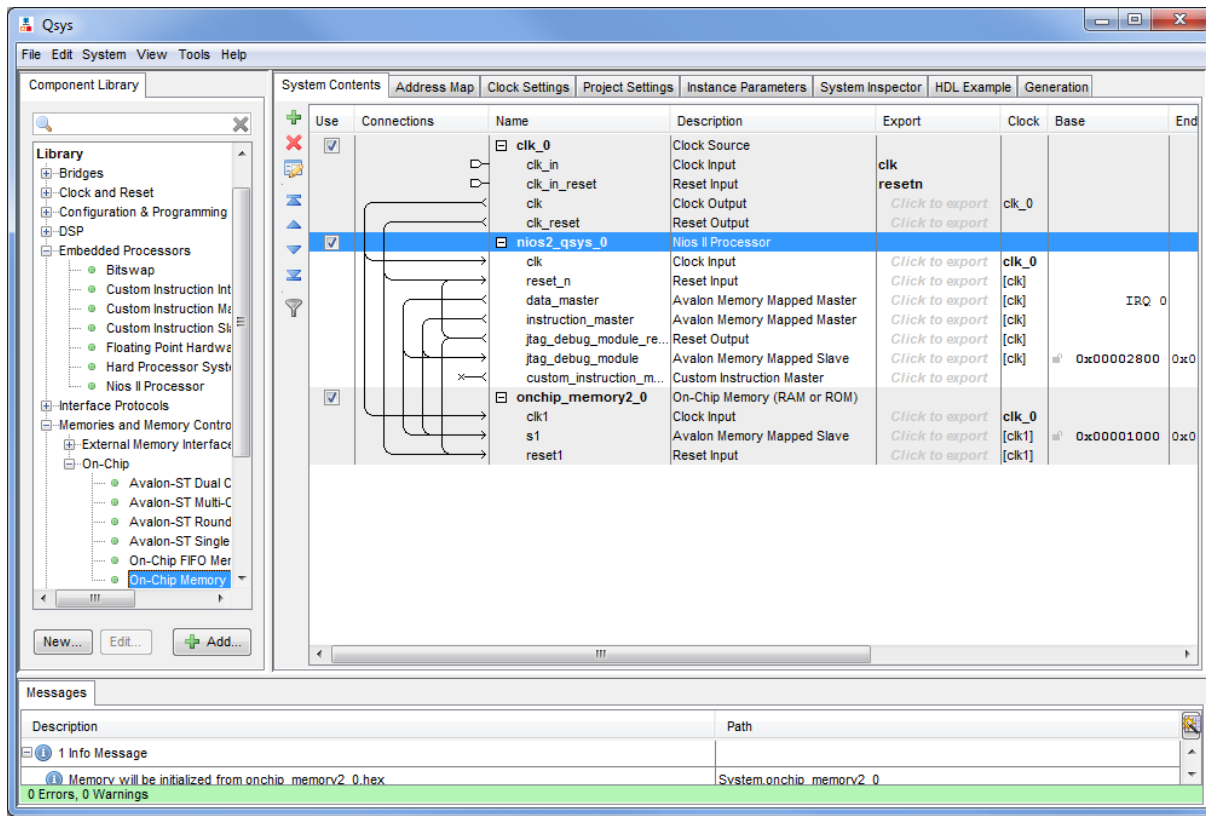 Qsys
File Edit System View Tools Help
Component Library
Library
Bridges
Clock and Reset
Configuration & Programming
DSP
Embedded Processors
Bitswap
Custom Instruction Int
Custom Instruction Ma
Custom Instruction Sla
Floating Point Hardwa
Hard Processor Syst
Nios II Processor
Interface Protocols
Memories and Memory Contro
External Memory Interface
On-Chip
Avalon-ST Dual C
Avalon-ST Multi-C
Avalon-ST Round
Avalon-ST Single
On-Chip FIFO Mer
On-Chip Memory
New... Edit... Add...
System Contents Address Map Clock Settings Project Settings Instance Parameters System Inspector HDL Example Generation
Use Connections Name Description Export Clock Base End
clk_0 Clock Source
clk_in Clock Input clk
clk_in_reset Reset Input resetn
clk Clock Output Click to export clk_0
clk_reset Reset Output Click to export
nios2_qsys_0 Nios II Processor
clk Clock Input Click to export clk_0
reset_n Reset Input Click to export [clk]
data_master Avalon Memory Mapped Master Click to export [clk] IRQ 0
instruction_master Avalon Memory Mapped Master Click to export [clk]
jtag_debug_module_re... Reset Output Click to export [clk]
jtag_debug_module Avalon Memory Mapped Slave Click to export [clk] 0x00002800 0x0
custom_instruction_m... Custom Instruction Master Click to export
onchip_memory2_0 On-Chip Memory (RAM or ROM)
clk1 Clock Input Click to export clk_0
s1 Avalon Memory Mapped Slave Click to export [clk1] 0x00001000 0x0
reset1 Reset Input Click to export [clk1]
Messages
Description Path
1 Info Message
Memory will be initialized from onchip_memory2_0.hex System.onchip_memory2_0
0 Errors, 0 Warnings